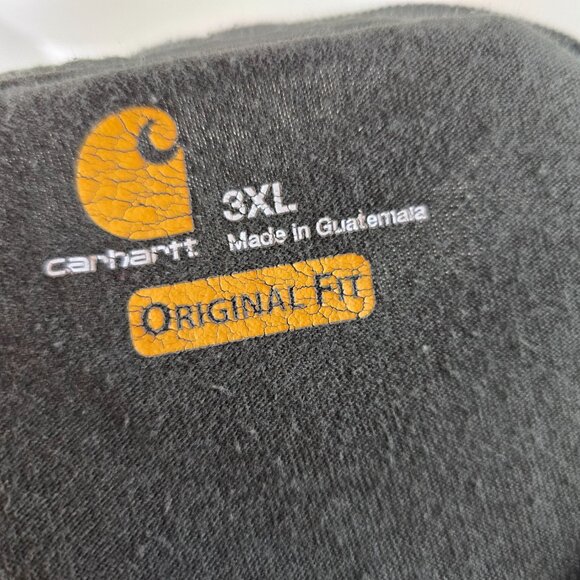 carhartt
3XL
Made in Guatemala
ORIGINAL FIT